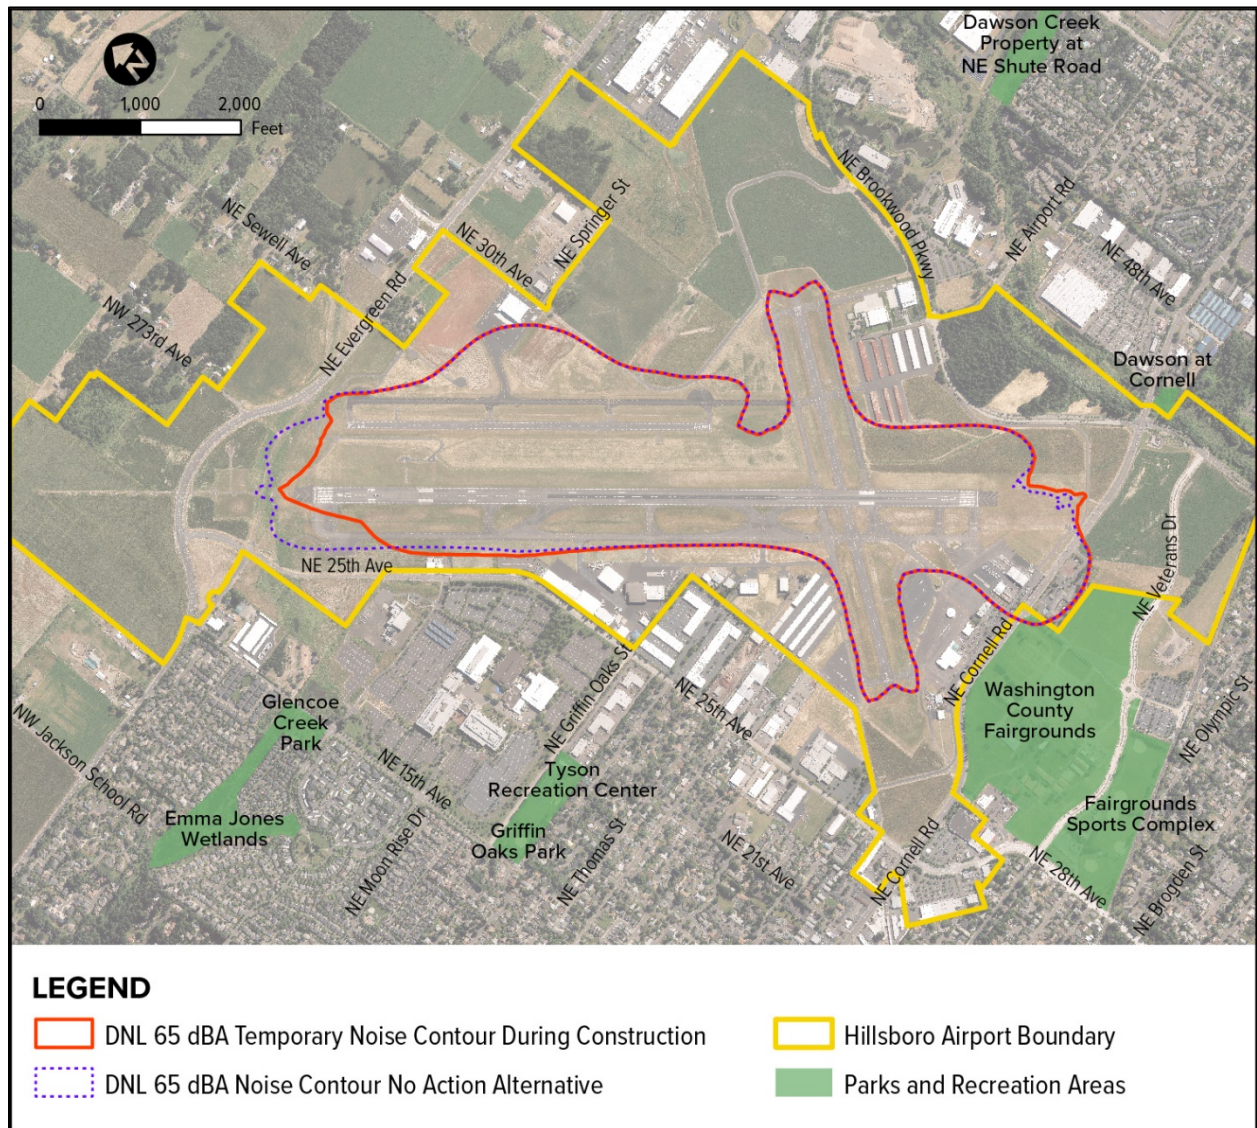 Dawson Creek
Property at
NE Shute Road
N
0 1,000 2,000
Feet
NE Brookwood Pkwy
NE Springer St
NE Airport Rd
NE Sewell Ave
NE 30th Ave
NE 48th Ave
NE Evergreen Rd
NW 273rd Ave
Dawson at
Cornell
NE Veterans Dr
NE 25th Ave
NE Cornell Rd
NE Griffin Oaks St
Washington
County
Fairgrounds
NE Olympic St
Glencoe
Creek
Park
NE 25th Ave
NW Jackson School Rd
NE 15th Ave
Tyson
Recreation Center
Emma Jones
Wetlands
Griffin
Oaks Park
Fairgrounds
Sports Complex
NE Moon Rise Dr
NE Thomas St
NE 21st Ave
NE Cornell Rd
NE 28th Ave
NE Brogden St
LEGEND
DNL 65 dBA Temporary Noise Contour During Construction
Hillsboro Airport Boundary
DNL 65 dBA Noise Contour No Action Alternative
Parks and Recreation Areas